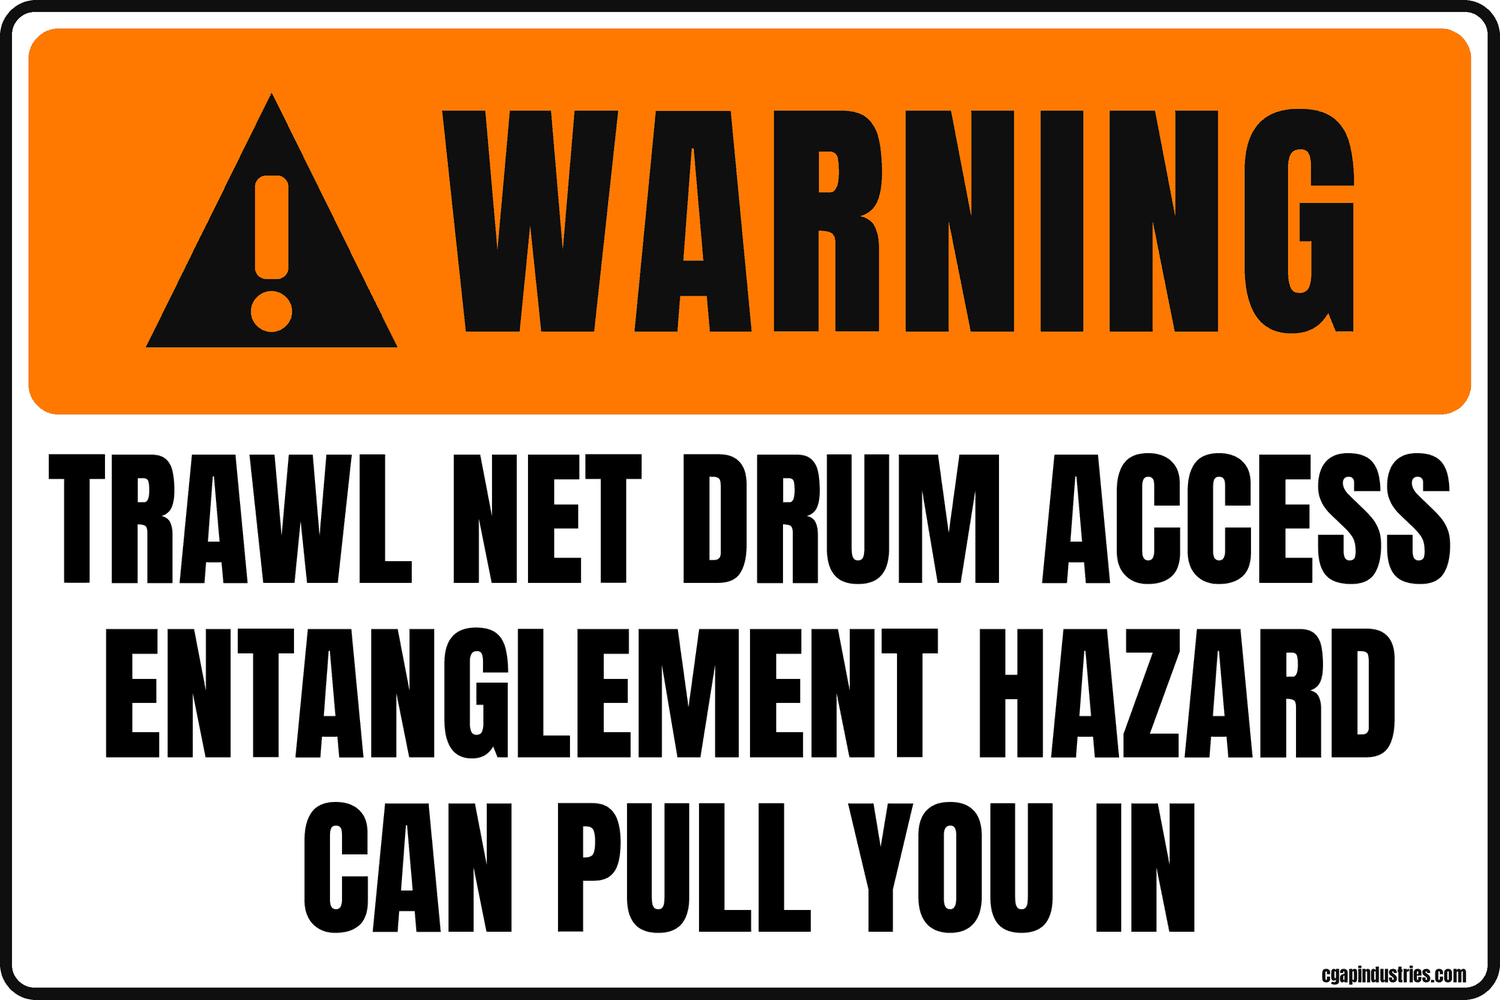 WARNING
TRAWL NET DRUM ACCESS
ENTANGLEMENT HAZARD
CAN PULL YOU IN
cgapindustries.com